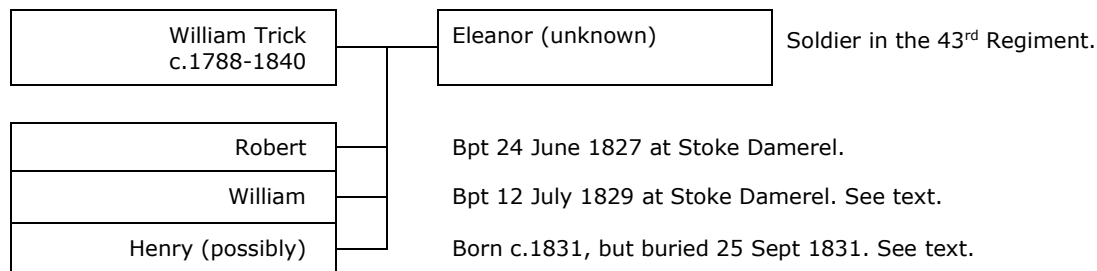 William Trick
c.1788-1840
Eleanor (unknown)
Soldier in the 43rd Regiment.
Robert
Bpt 24 June 1827 at Stoke Damerel.
William
Bpt 12 July 1829 at Stoke Damerel. See text.
Henry (possibly)
Born c.1831, but buried 25 Sept 1831. See text.